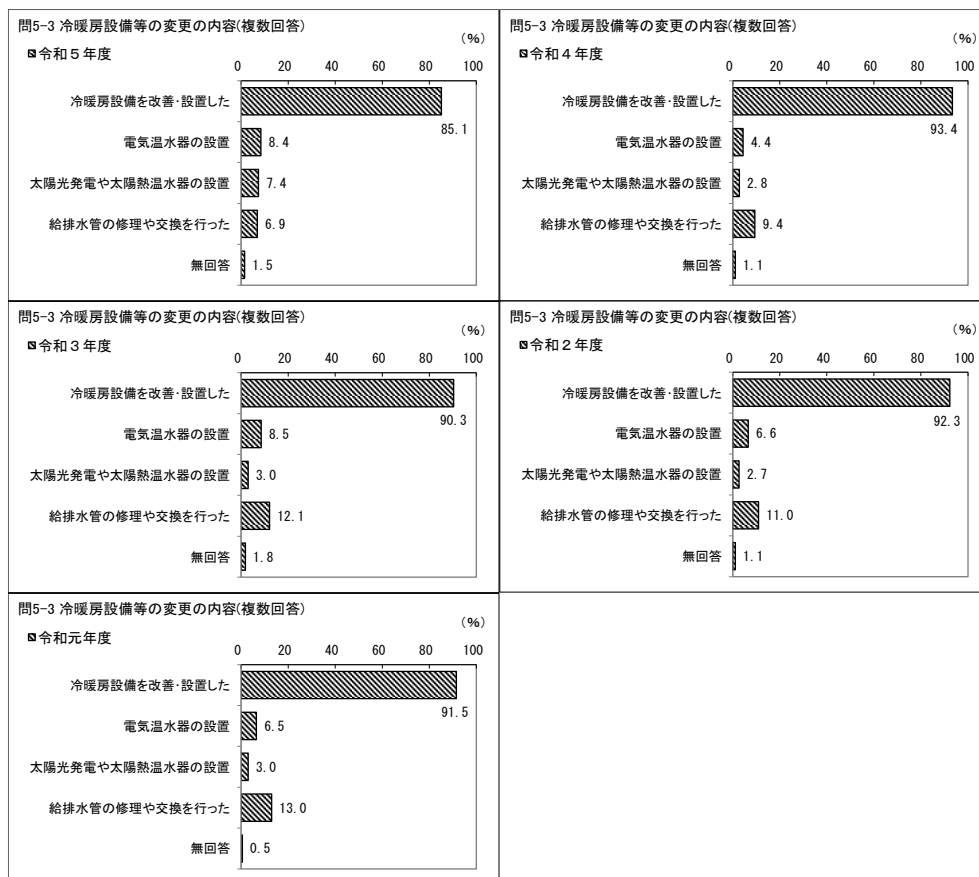 問5-3 冷暖房設備等の変更の内容(複数回答)
(%)
令和5年度
0 20 40 60 80 100
冷暖房設備を改善・設置した
85.1
電気温水器の設置 8.4
太陽光発電や太陽熱温水器の設置 7.4
給排水管の修理や交換を行った 6.9
無回答 1.5
問5-3 冷暖房設備等の変更の内容(複数回答)
(%)
令和4年度
0 20 40 60 80 100
冷暖房設備を改善・設置した
93.4
電気温水器の設置 4.4
太陽光発電や太陽熱温水器の設置 2.8
給排水管の修理や交換を行った 9.4
無回答 1.1
問5-3 冷暖房設備等の変更の内容(複数回答)
(%)
令和3年度
0 20 40 60 80 100
冷暖房設備を改善・設置した
90.3
電気温水器の設置 8.5
太陽光発電や太陽熱温水器の設置 3.0
給排水管の修理や交換を行った 12.1
無回答 1.8
問5-3 冷暖房設備等の変更の内容(複数回答)
(%)
令和2年度
0 20 40 60 80 100
冷暖房設備を改善・設置した
92.3
電気温水器の設置 6.6
太陽光発電や太陽熱温水器の設置 2.7
給排水管の修理や交換を行った 11.0
無回答 1.1
問5-3 冷暖房設備等の変更の内容(複数回答)
(%)
令和元年度
0 20 40 60 80 100
冷暖房設備を改善・設置した
91.5
電気温水器の設置 6.5
太陽光発電や太陽熱温水器の設置 3.0
給排水管の修理や交換を行った 13.0
無回答 0.5